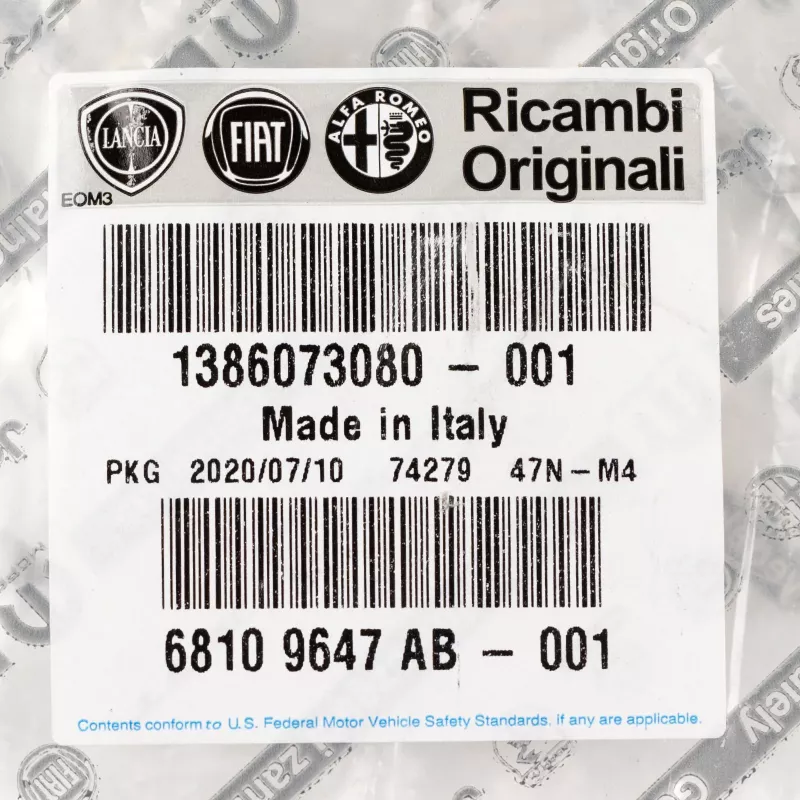 LANCIA
FIAT
ALFA ROMEO
Ricambi
Originali
EOM3
1386073080 - 001
Made in Italy
PKG 2020/07/10 74279 47N-M4
6810 9647 AB - 001
Contents conform to U.S. Federal Motor Vehicle Safety Standards, if any are applicable.